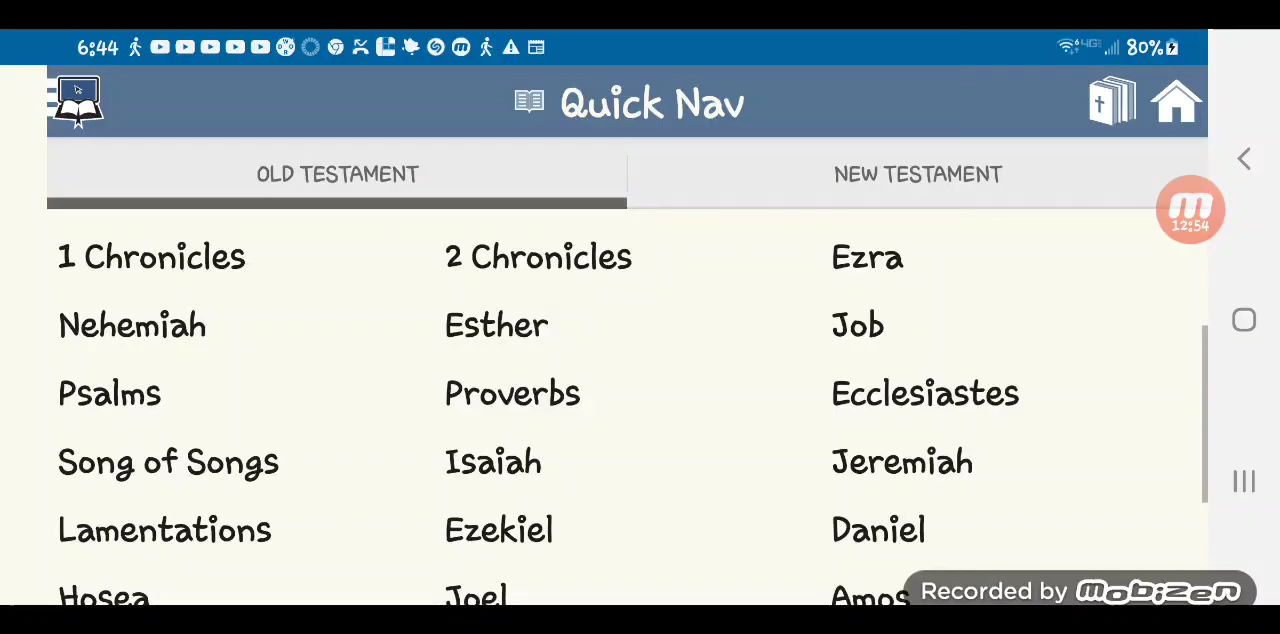 6:44 4GE 80%
Quick Nav
OLD TESTAMENT NEW TESTAMENT
12:54
1 Chronicles 2 Chronicles Ezra
Nehemiah Esther Job
Psalms Proverbs Ecclesiastes
Song of Songs Isaiah Jeremiah
Lamentations Ezekiel Daniel
Hosea Joel Amos
Recorded by mobizen